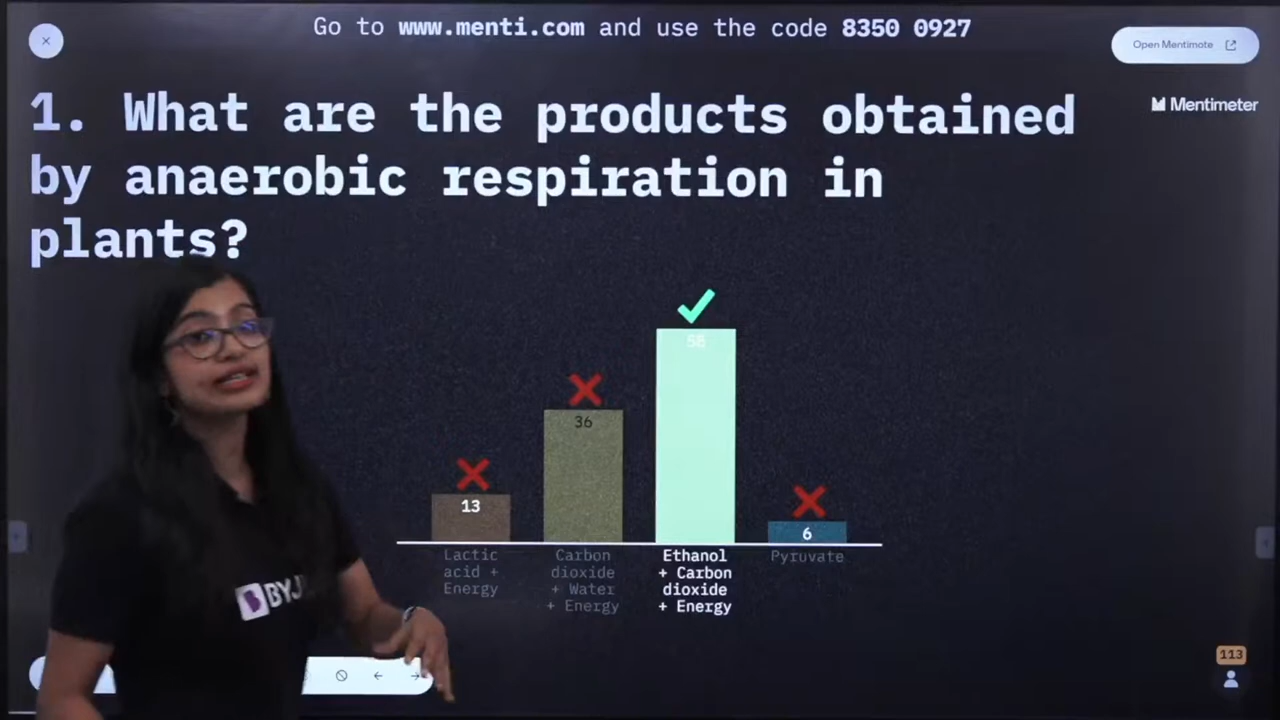 Go to www.menti.com and use the code 8350 0927
Open Mentimote
Mentimeter
1. What are the products obtained
by anaerobic respiration in
plants?
13
36
58
6
Lactic
acid +
Energy
Carbon
dioxide
+ Water
+ Energy
Ethanol
+ Carbon
dioxide
+ Energy
Pyruvate
113